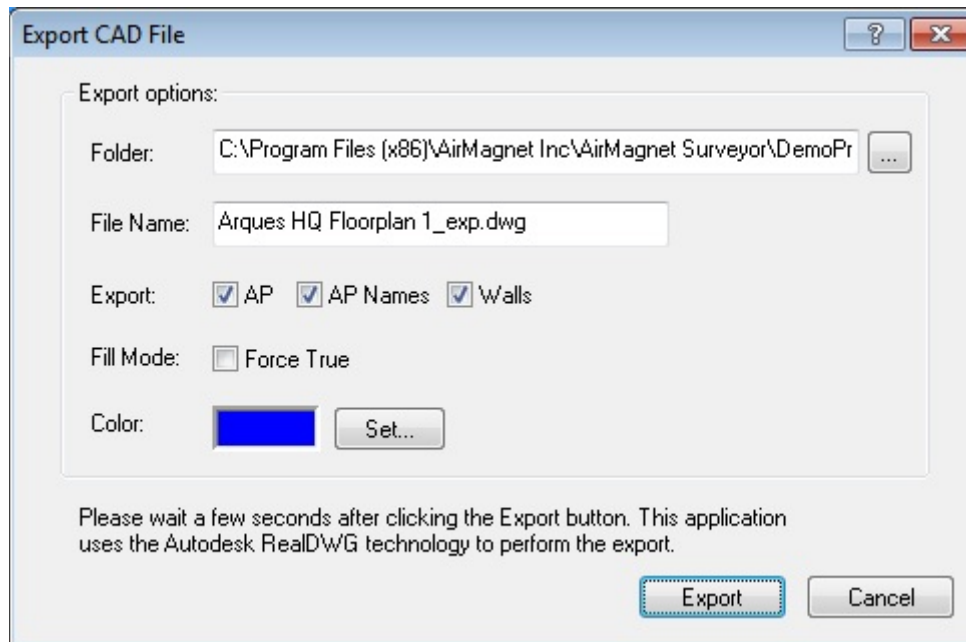 Export CAD File
Export options:
Folder: C:\Program Files (x86)\AirMagnet Inc\AirMagnet Surveyor\DemoPr ...
File Name: Arques HQ Floorplan 1_exp.dwg
Export: AP AP Names Walls
Fill Mode: Force True
Color: Set...
Please wait a few seconds after clicking the Export button. This application
uses the Autodesk RealDWG technology to perform the export.
Export Cancel